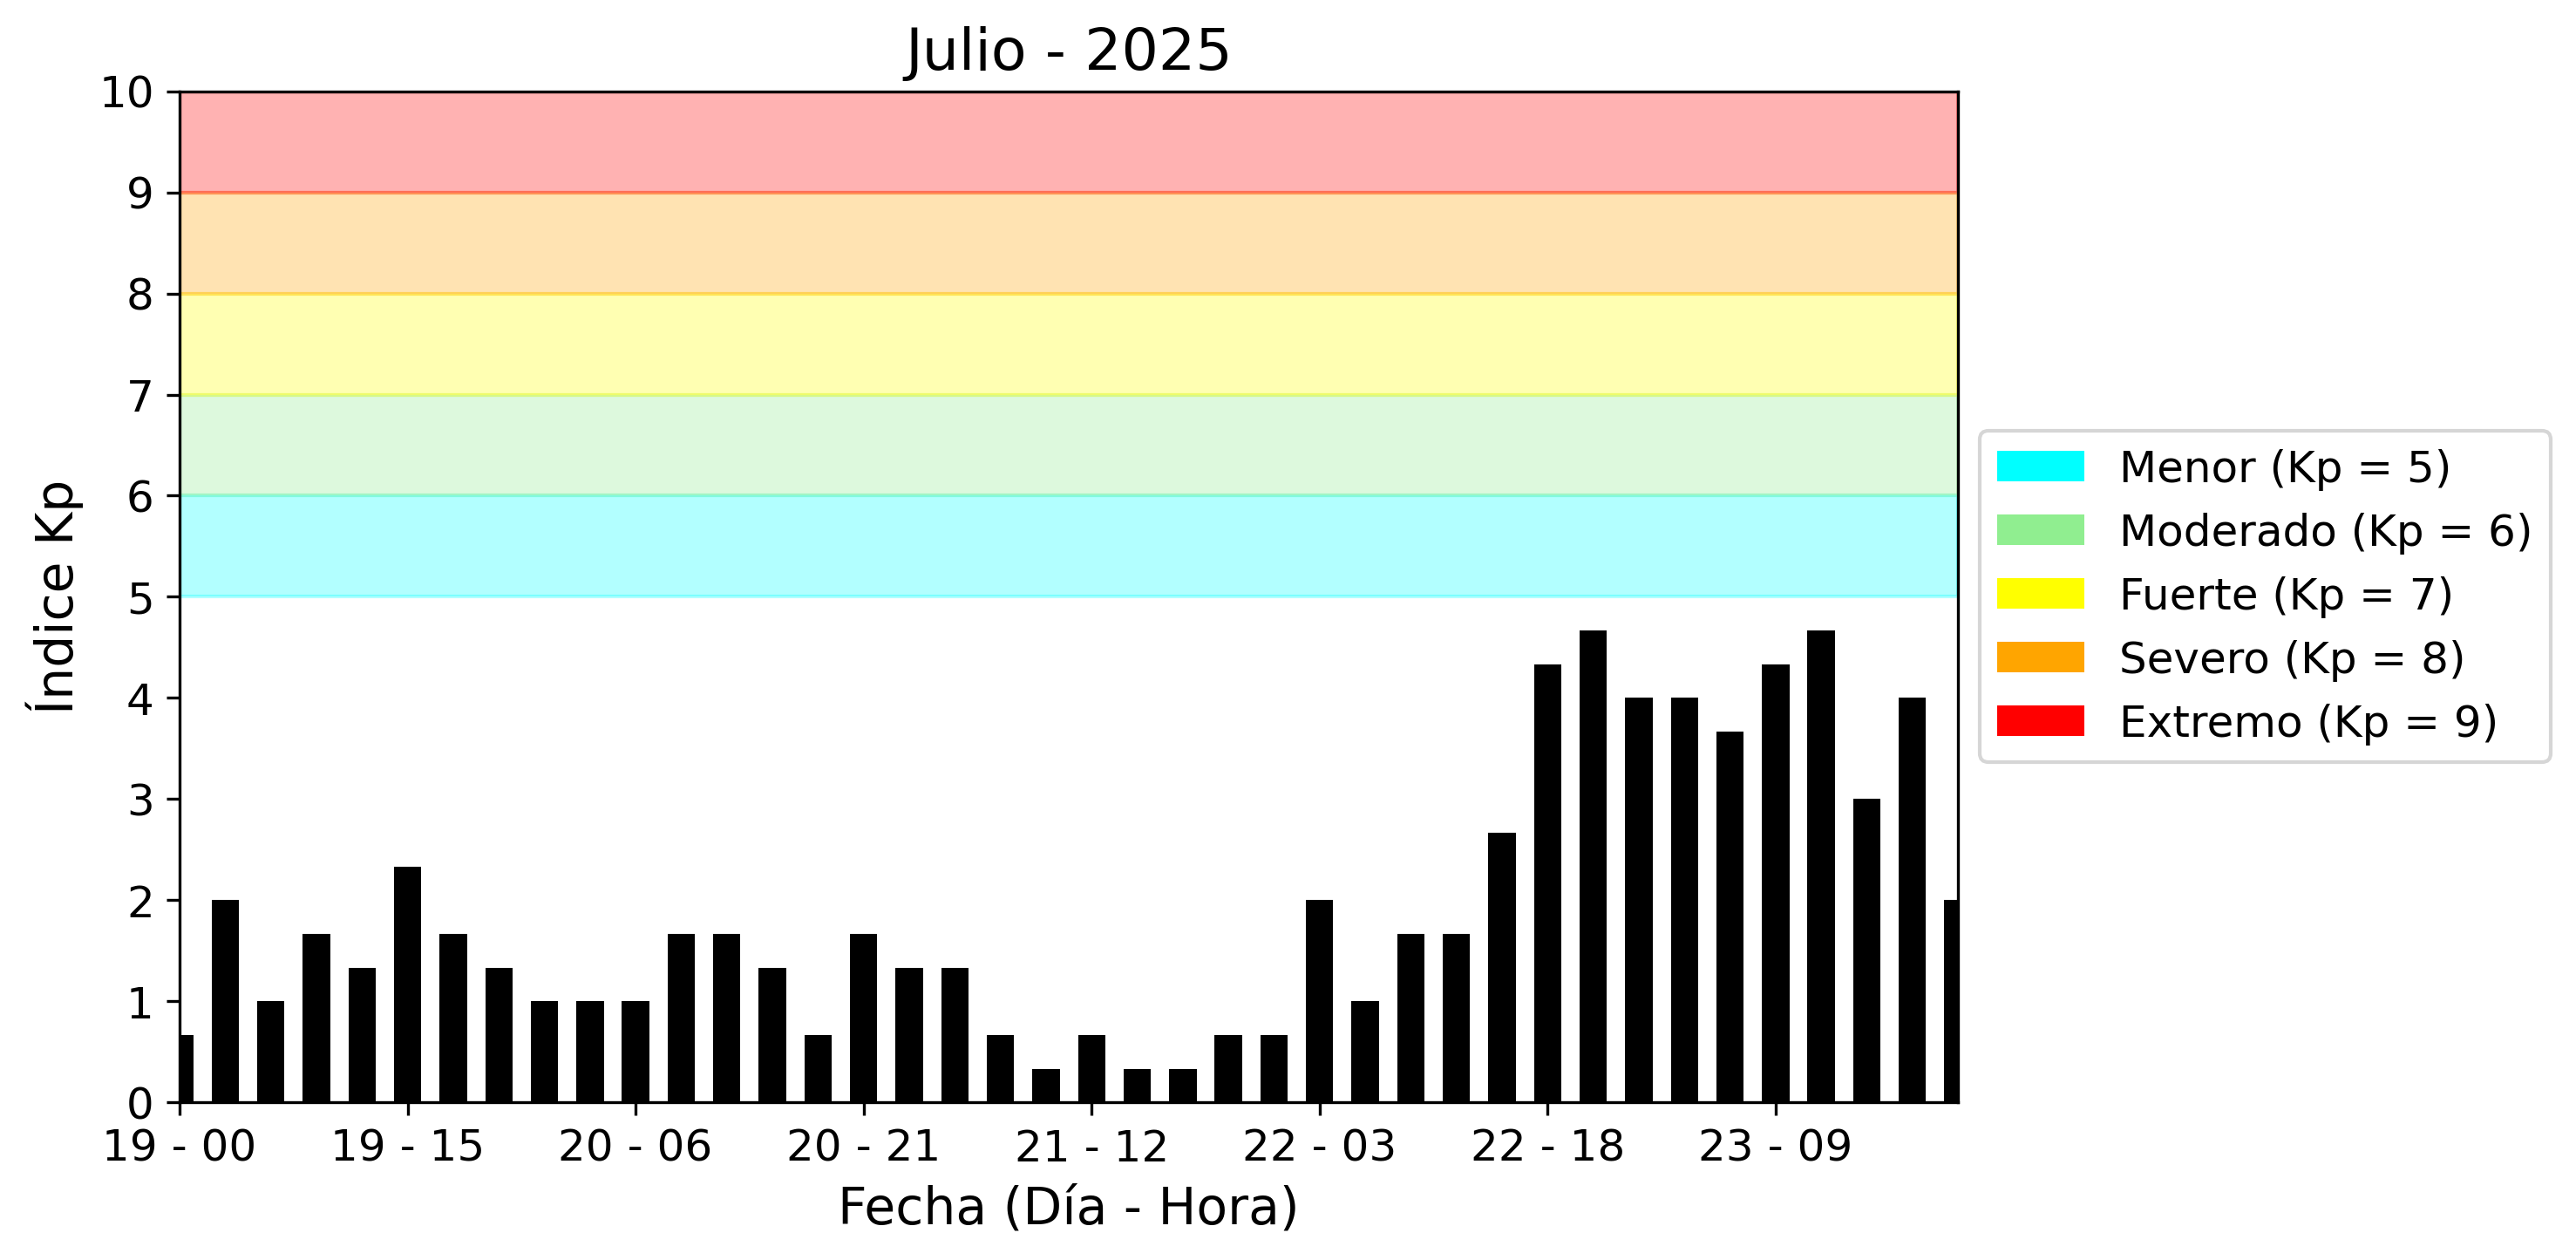 Julio - 2025
10
9
8
7
6
5
4
3
2
1
0
Índice Kp
19 - 00 19 - 15 20 - 06 20 - 21 21 - 12 22 - 03 22 - 18 23 - 09
Fecha (Día - Hora)
Menor (Kp = 5)
Moderado (Kp = 6)
Fuerte (Kp = 7)
Severo (Kp = 8)
Extremo (Kp = 9)